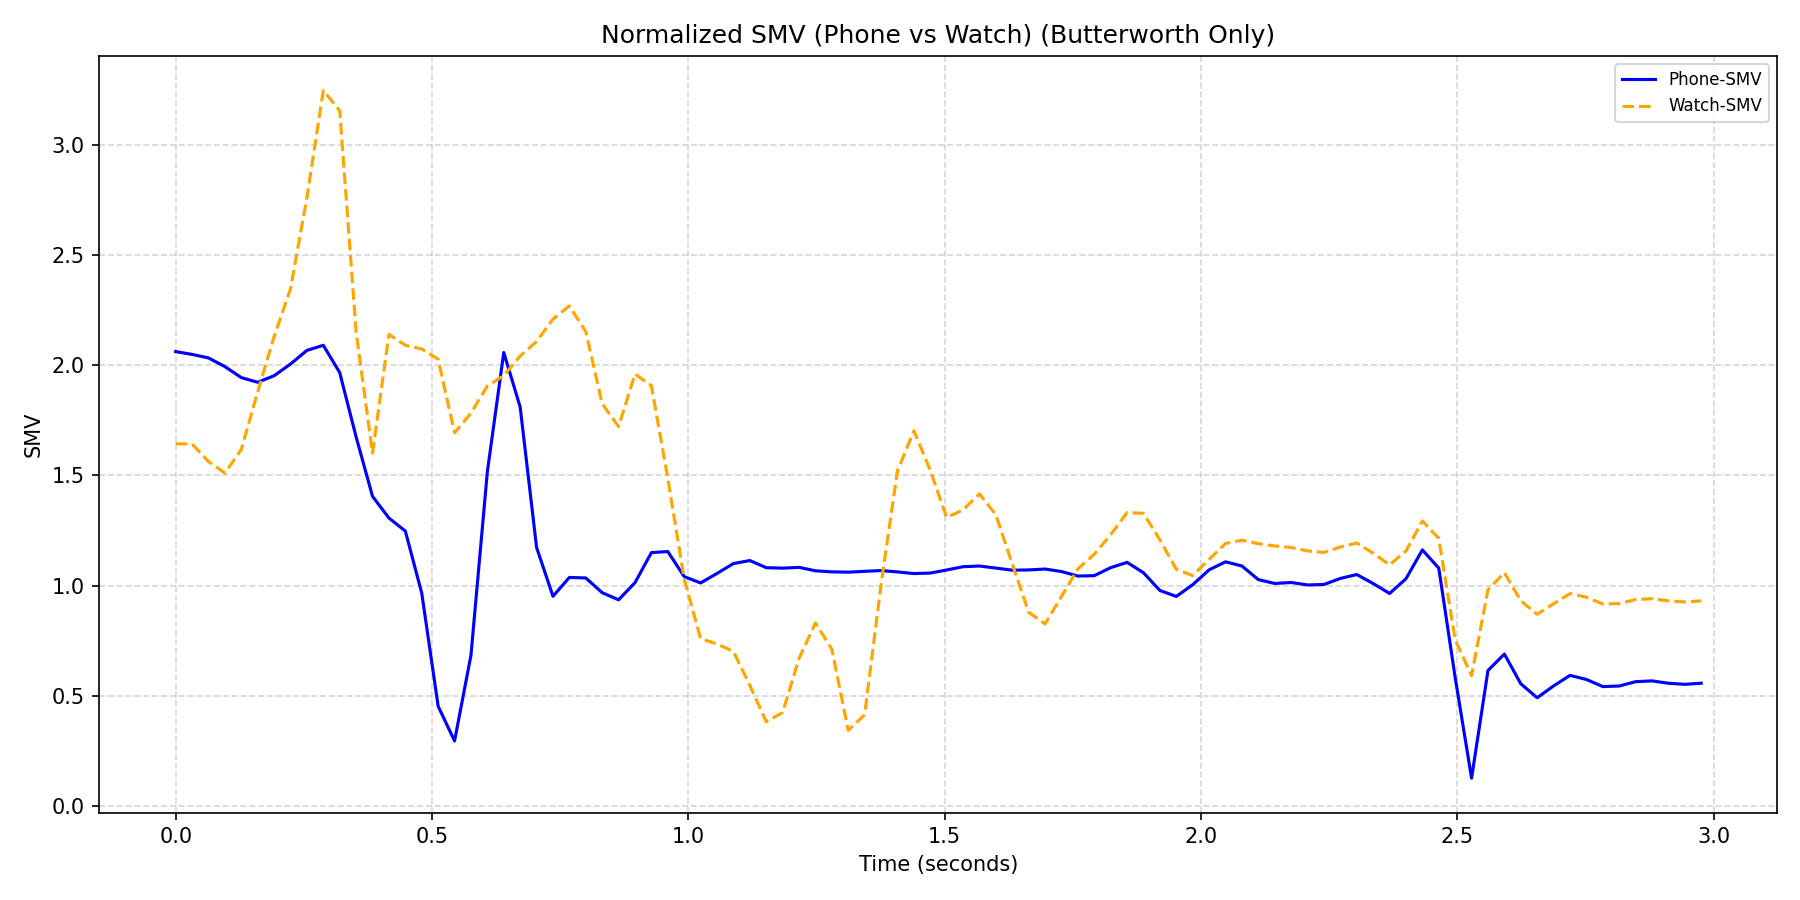 Normalized SMV (Phone vs Watch) (Butterworth Only)
Phone-SMV
Watch-SMV
3.0
2.5
2.0
1.5
1.0
0.5
0.0
SMV
0.0 0.5 1.0 1.5 2.0 2.5 3.0
Time (seconds)